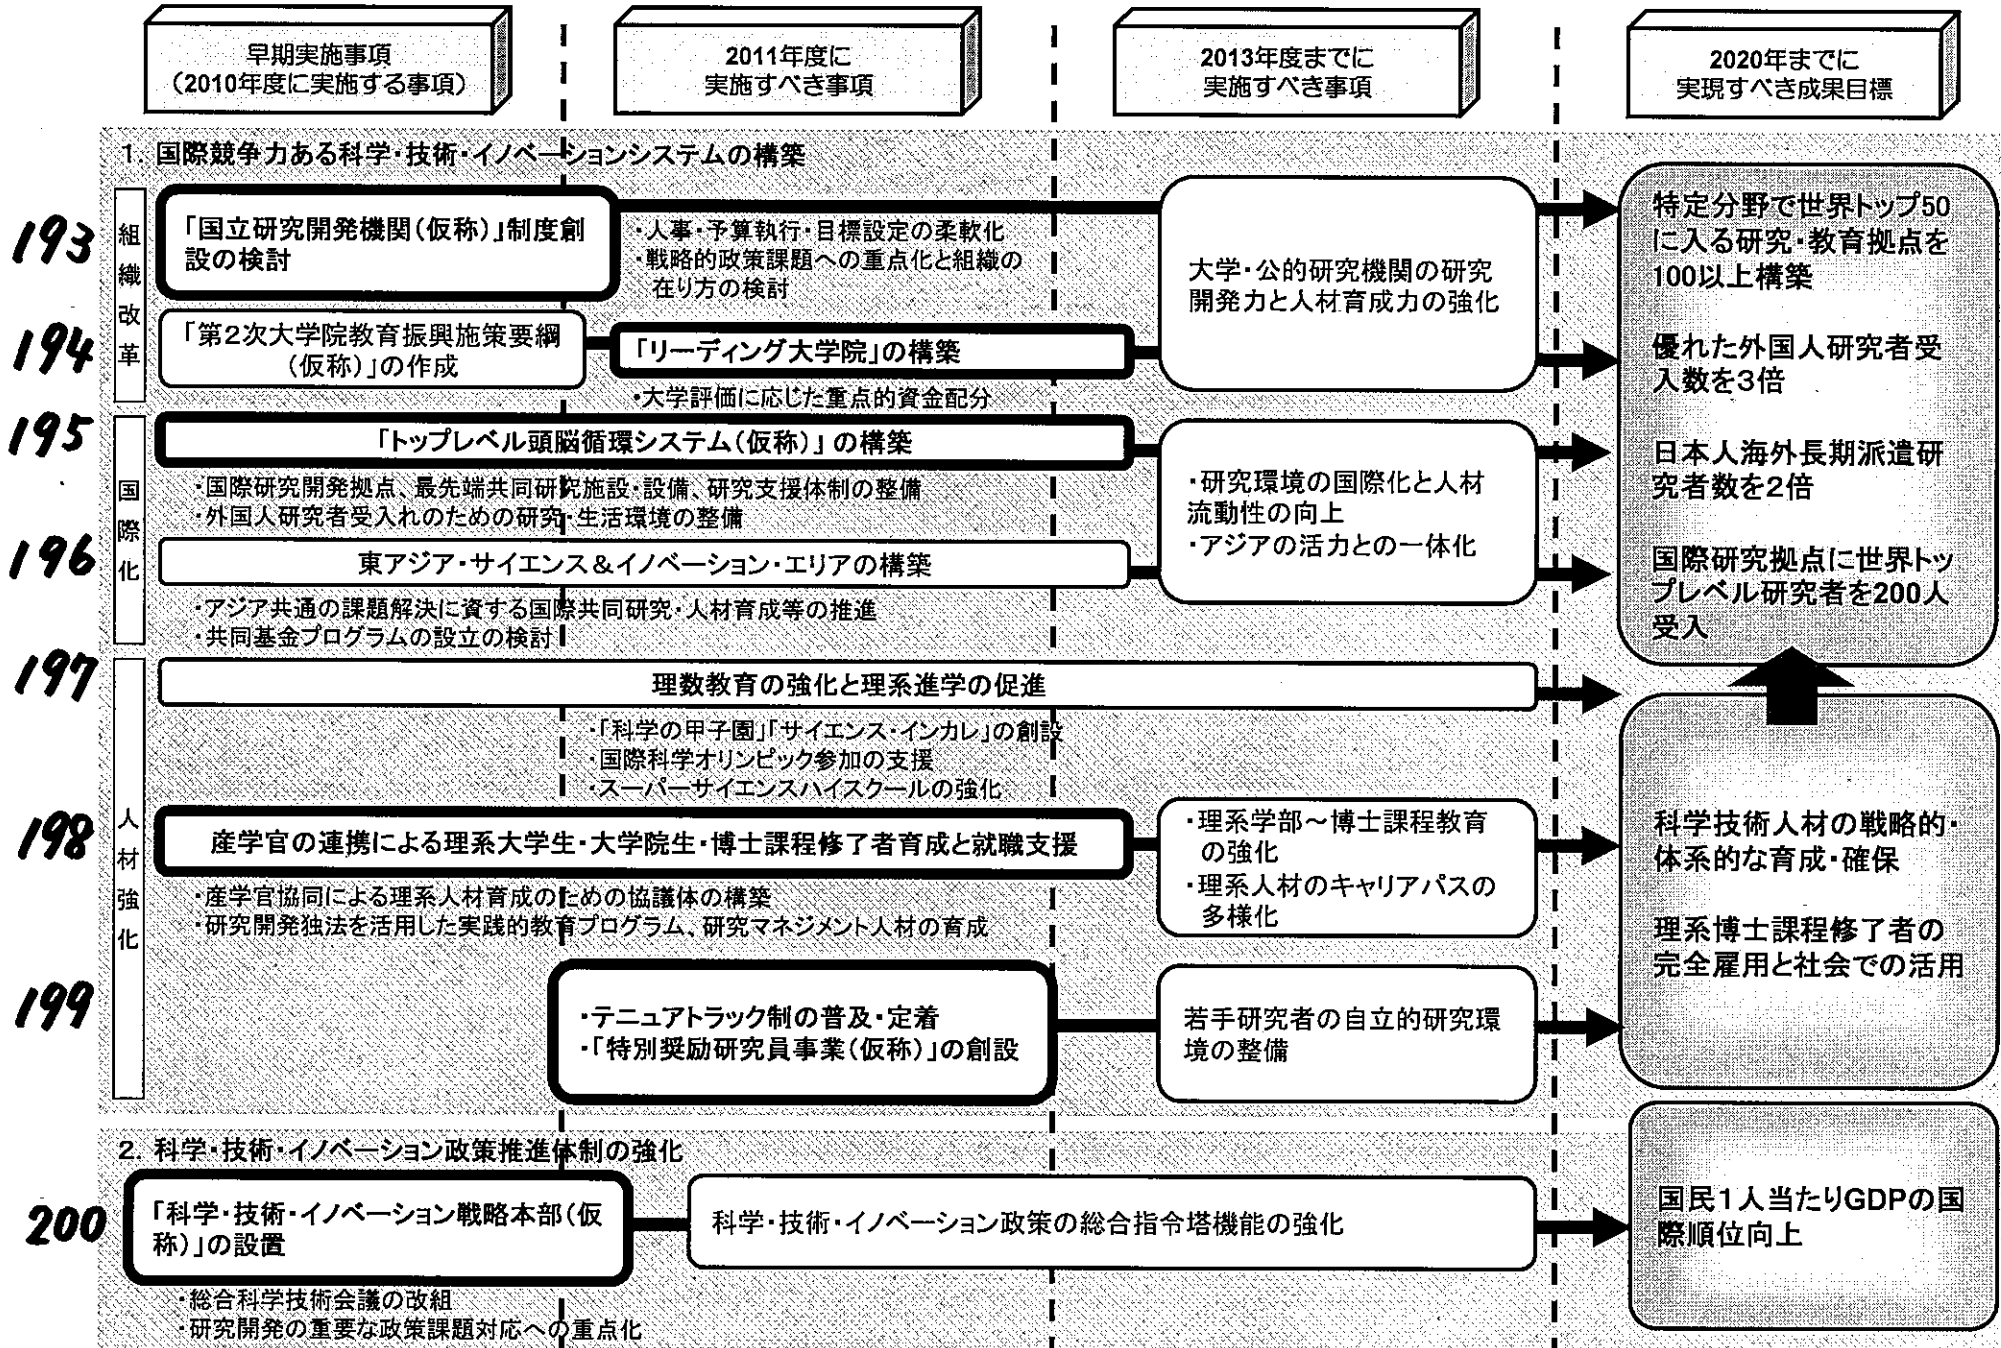 早期実施事項
(2010年度に実施する事項)
2011年度に
実施すべき事項
2013年度までに
実施すべき事項
2020年までに
実現すべき成果目標
1. 国際競争力ある科学・技術・イノベーションシステムの構築
組織改革
193
「国立研究開発機関(仮称)」制度創
設の検討
・人事・予算執行・目標設定の柔軟化
・戦略的政策課題への重点化と組織の
在り方の検討
大学・公的研究機関の研究
開発力と人材育成力の強化
194
「第2次大学院教育振興施策要綱
(仮称)」の作成
「リーディング大学院」の構築
・大学評価に応じた重点的資金配分
国際化
195
「トップレベル頭脳循環システム(仮称)」の構築
・国際研究開発拠点、最先端共同研究施設・設備、研究支援体制の整備
・外国人研究者受入れのための研究・生活環境の整備
・研究環境の国際化と人材
流動性の向上
・アジアの活力との一体化
196
東アジア・サイエンス&イノベーション・エリアの構築
・アジア共通の課題解決に資する国際共同研究・人材育成等の推進
・共同基金プログラムの設立の検討
特定分野で世界トップ50
に入る研究・教育拠点を
100以上構築
優れた外国人研究者受
入数を3倍
日本人海外長期派遣研
究者数を2倍
国際研究拠点に世界トッ
プレベル研究者を200人
受入
人材強化
197
理数教育の強化と理系進学の促進
・「科学の甲子園」「サイエンス・インカレ」の創設
・国際科学オリンピック参加の支援
・スーパーサイエンスハイスクールの強化
198
産学官の連携による理系大学生・大学院生・博士課程修了者育成と就職支援
・産学官協同による理系人材育成のための協議体の構築
・研究開発独法を活用した実践的教育プログラム、研究マネジメント人材の育成
・理系学部～博士課程教育
の強化
・理系人材のキャリアパスの
多様化
199
・テニュアトラック制の普及・定着
・「特別奨励研究員事業(仮称)」の創設
若手研究者の自立的研究環
境の整備
科学技術人材の戦略的・
体系的な育成・確保
理系博士課程修了者の
完全雇用と社会での活用
2. 科学・技術・イノベーション政策推進体制の強化
200
「科学・技術・イノベーション戦略本部(仮
称)」の設置
・総合科学技術会議の改組
・研究開発の重要な政策課題対応への重点化
科学・技術・イノベーション政策の総合指令塔機能の強化
国民1人当たりGDPの国
際順位向上